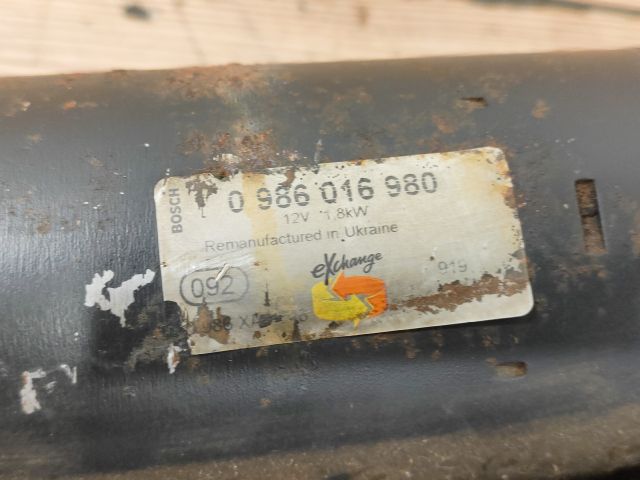 BOSCH
0 986 016 980
12V 1,8kW
Remanufactured in Ukraine
eXchange
919
092